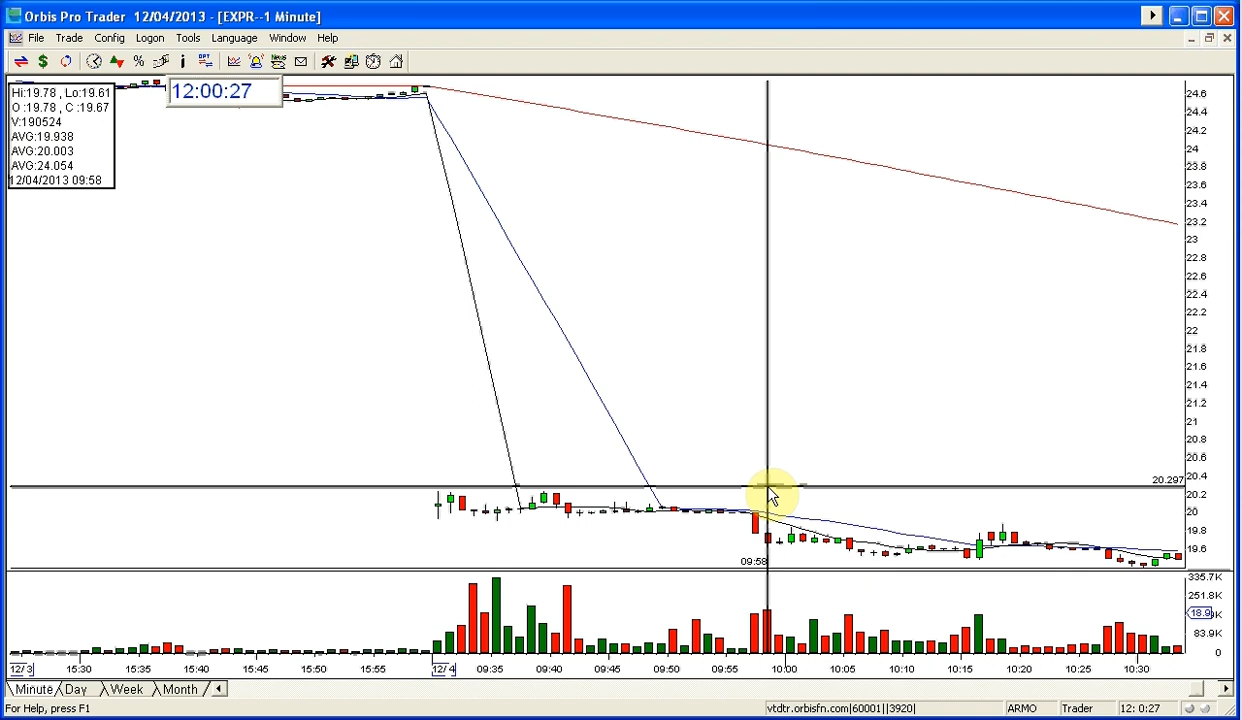 Orbis Pro Trader 12/04/2013 - [EXPR--1 Minute]
File Trade Config Logon Tools Language Window Help
12:00:27
Hi:19.78 , Lo:19.61
O :19.78 , C :19.67
V:190524
AVG:19.938
AVG:20.003
AVG:24.054
12/04/2013 09:58
24.6
24.4
24.2
24
23.8
23.6
23.4
23.2
23
22.8
22.6
22.4
22.2
22
21.8
21.6
21.4
21.2
21
20.8
20.6
20.4
20.297
20.2
20
19.8
19.6
09:58
335.7K
251.8K
18.9
83.9K
0
12/ 3 15:30 15:35 15:40 15:45 15:50 15:55 12/ 4 09:35 09:40 09:45 09:50 09:55 10:00 10:05 10:10 10:15 10:20 10:25 10:30
Minute Day Week Month
For Help, press F1 vtdtr.orbisfn.com|60001||3920| ARMO Trader 12: 0:27